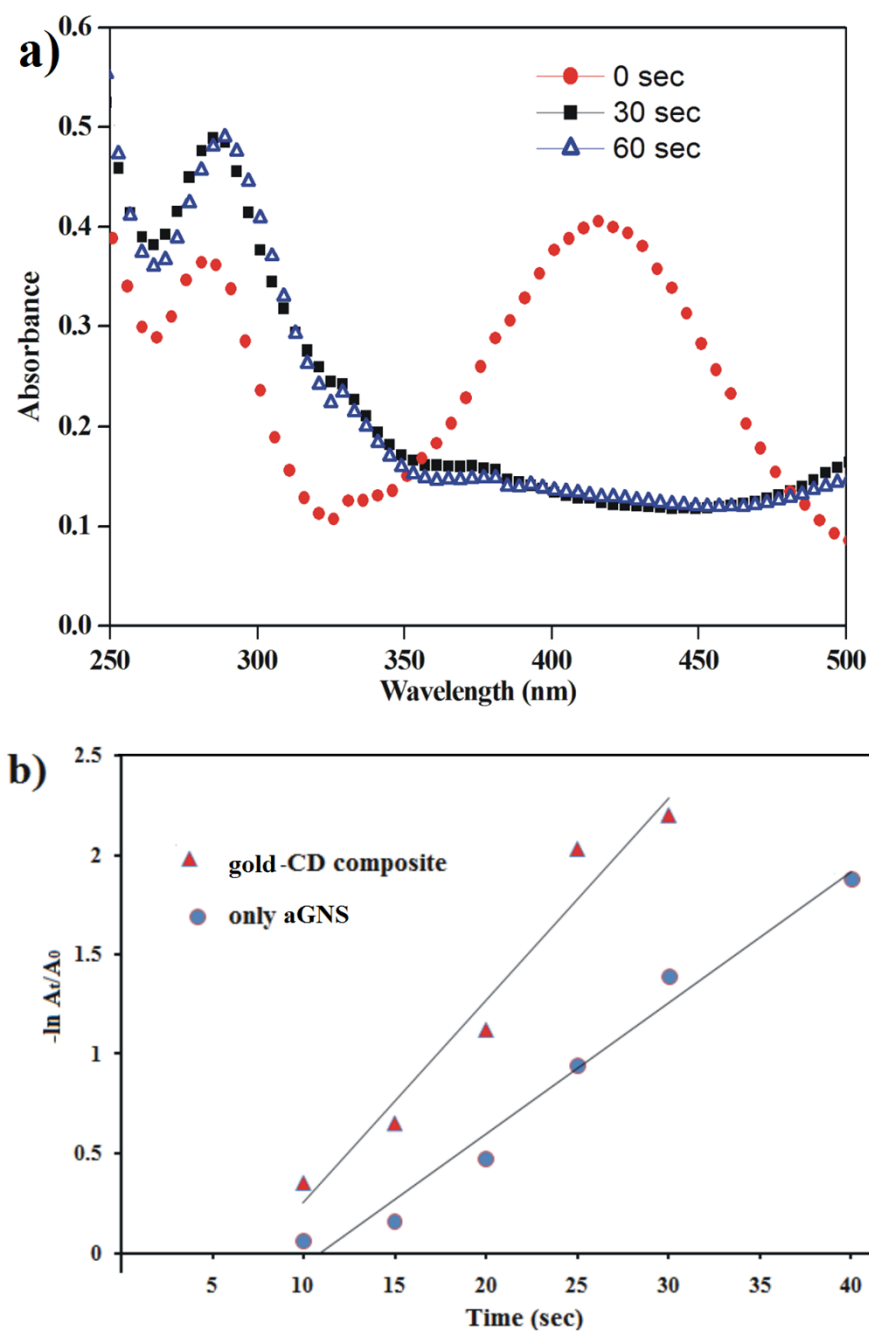 a)
0.6
0.5
0.4
0.3
0.2
0.1
0.0
Absorbance
0 sec
30 sec
60 sec
250 300 350 400 450 500
Wavelength (nm)
b)
2.5
2
1.5
1
0.5
0
-ln At/A0
gold-CD composite
only aGNS
5 10 15 20 25 30 35 40
Time (sec)